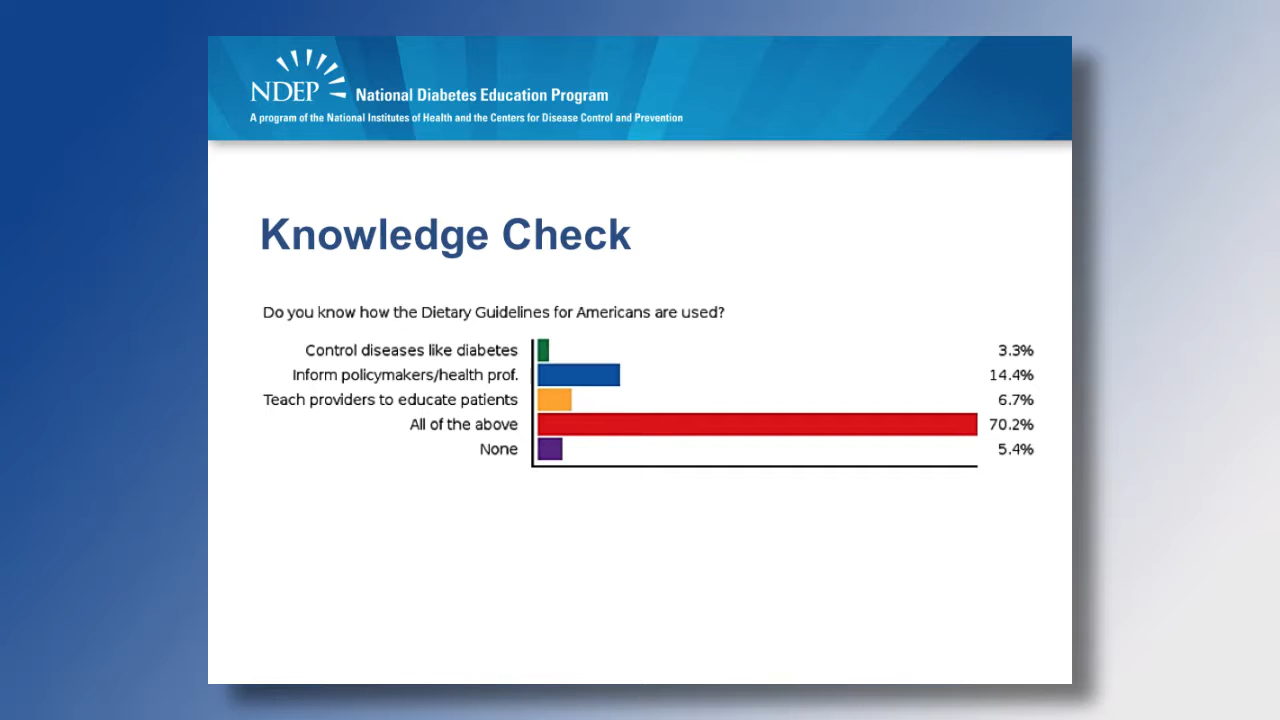 NDEP National Diabetes Education Program
A program of the National Institutes of Health and the Centers for Disease Control and Prevention
Knowledge Check
Do you know how the Dietary Guidelines for Americans are used?
Control diseases like diabetes 3.3%
Inform policymakers/health prof. 14.4%
Teach providers to educate patients 6.7%
All of the above 70.2%
None 5.4%